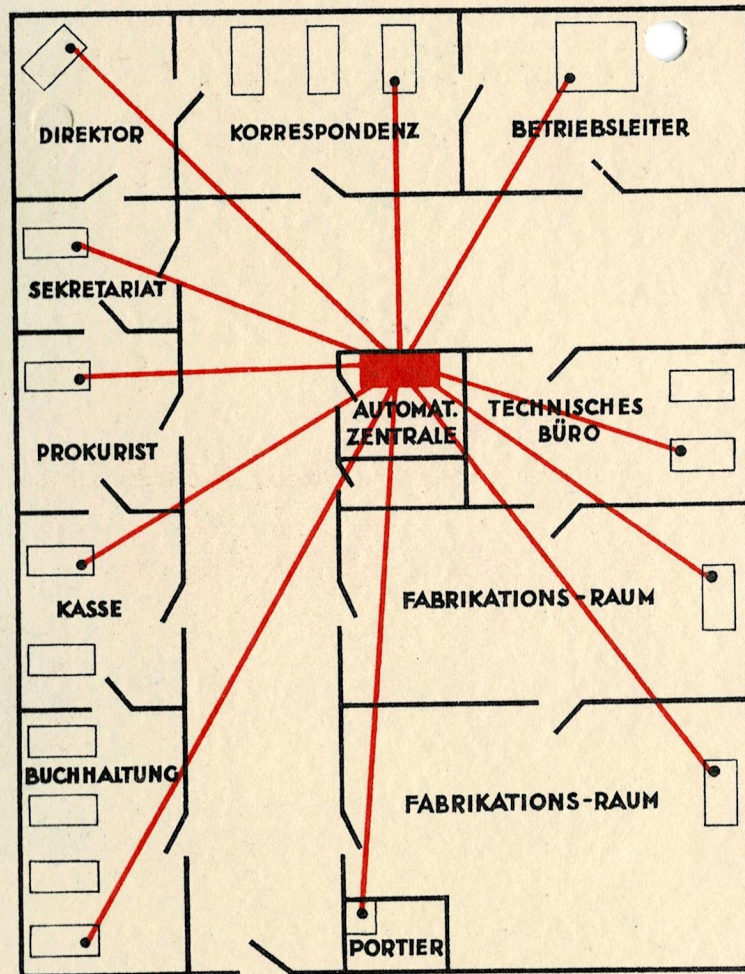 DIREKTOR
KORRESPONDENZ
BETRIEBSLEITER
SEKRETARIAT
AUTOMAT.
ZENTRALE
TECHNISCHES
BÜRO
PROKURIST
KASSE
FABRIKATIONS-RAUM
BUCHHALTUNG
FABRIKATIONS-RAUM
PORTIER